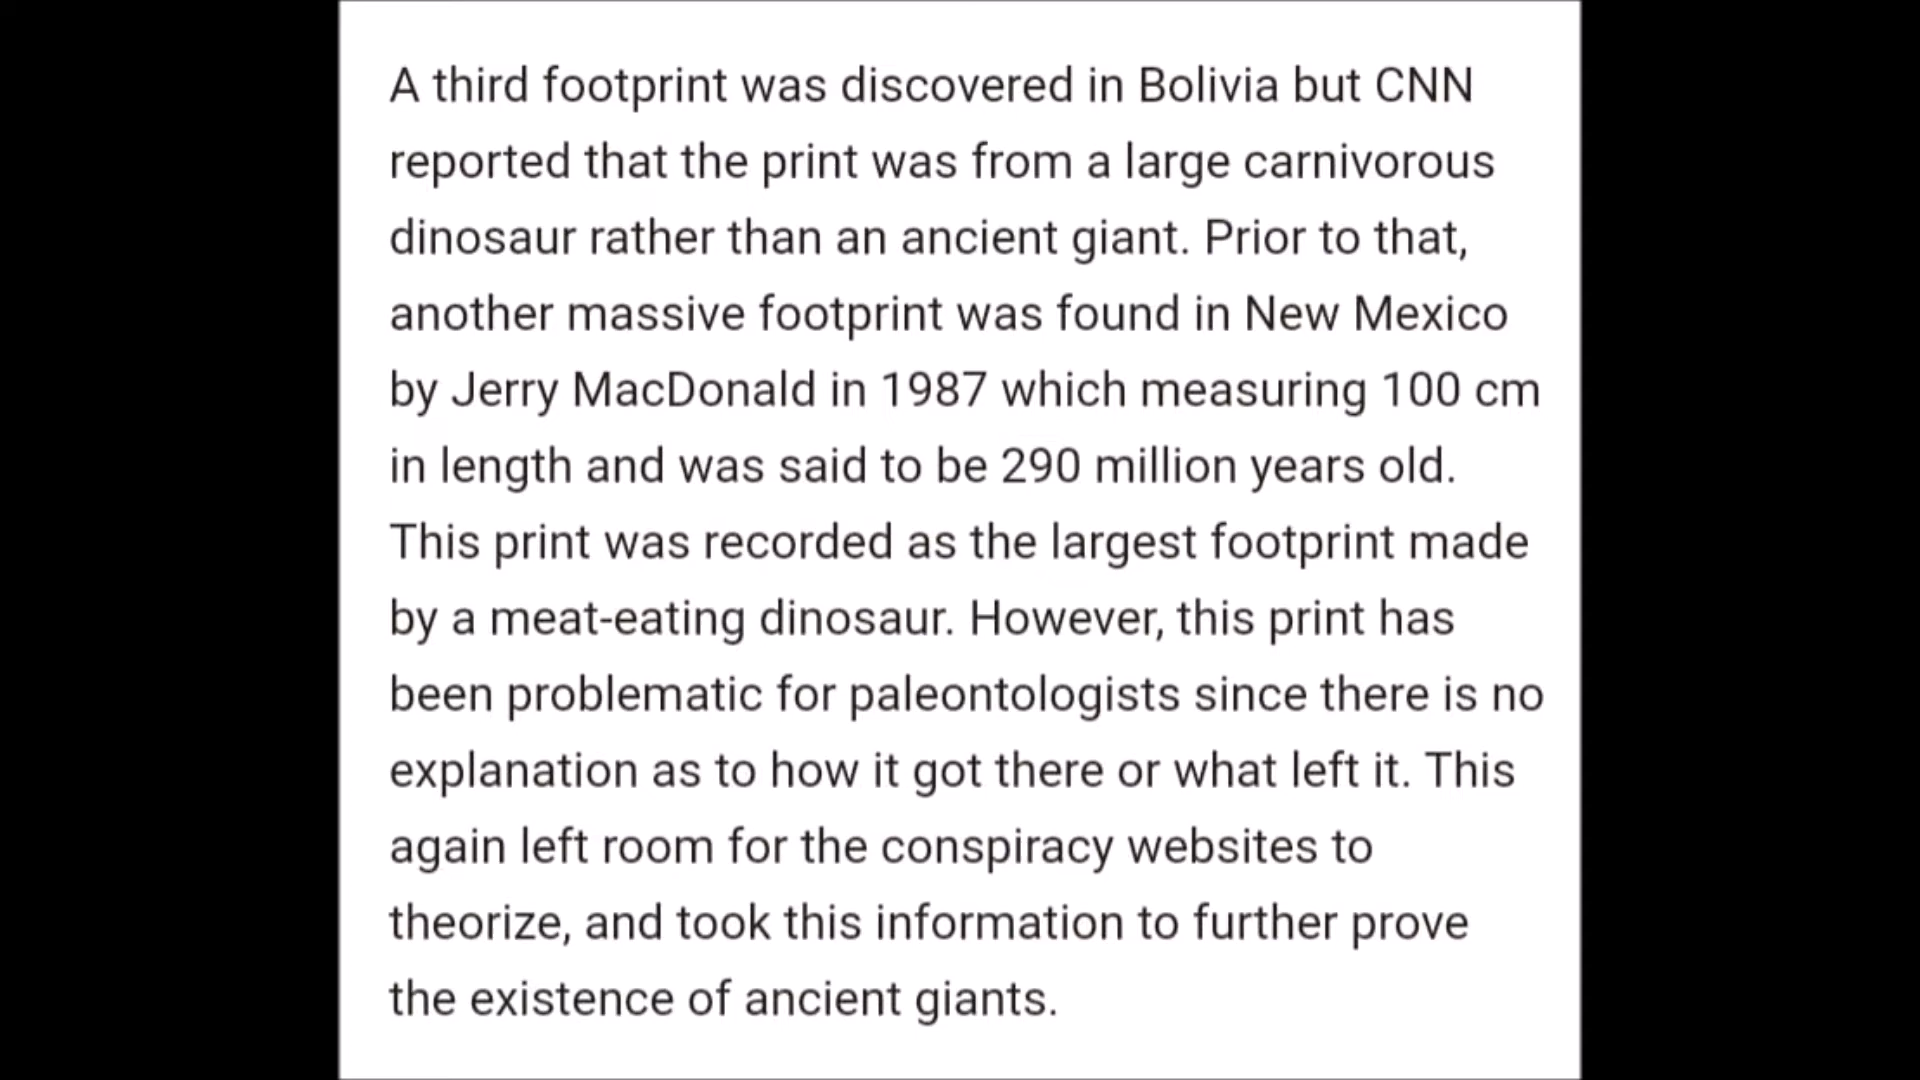 A third footprint was discovered in Bolivia but CNN
reported that the print was from a large carnivorous
dinosaur rather than an ancient giant. Prior to that,
another massive footprint was found in New Mexico
by Jerry MacDonald in 1987 which measuring 100 cm
in length and was said to be 290 million years old.
This print was recorded as the largest footprint made
by a meat-eating dinosaur. However, this print has
been problematic for paleontologists since there is no
explanation as to how it got there or what left it. This
again left room for the conspiracy websites to
theorize, and took this information to further prove
the existence of ancient giants.